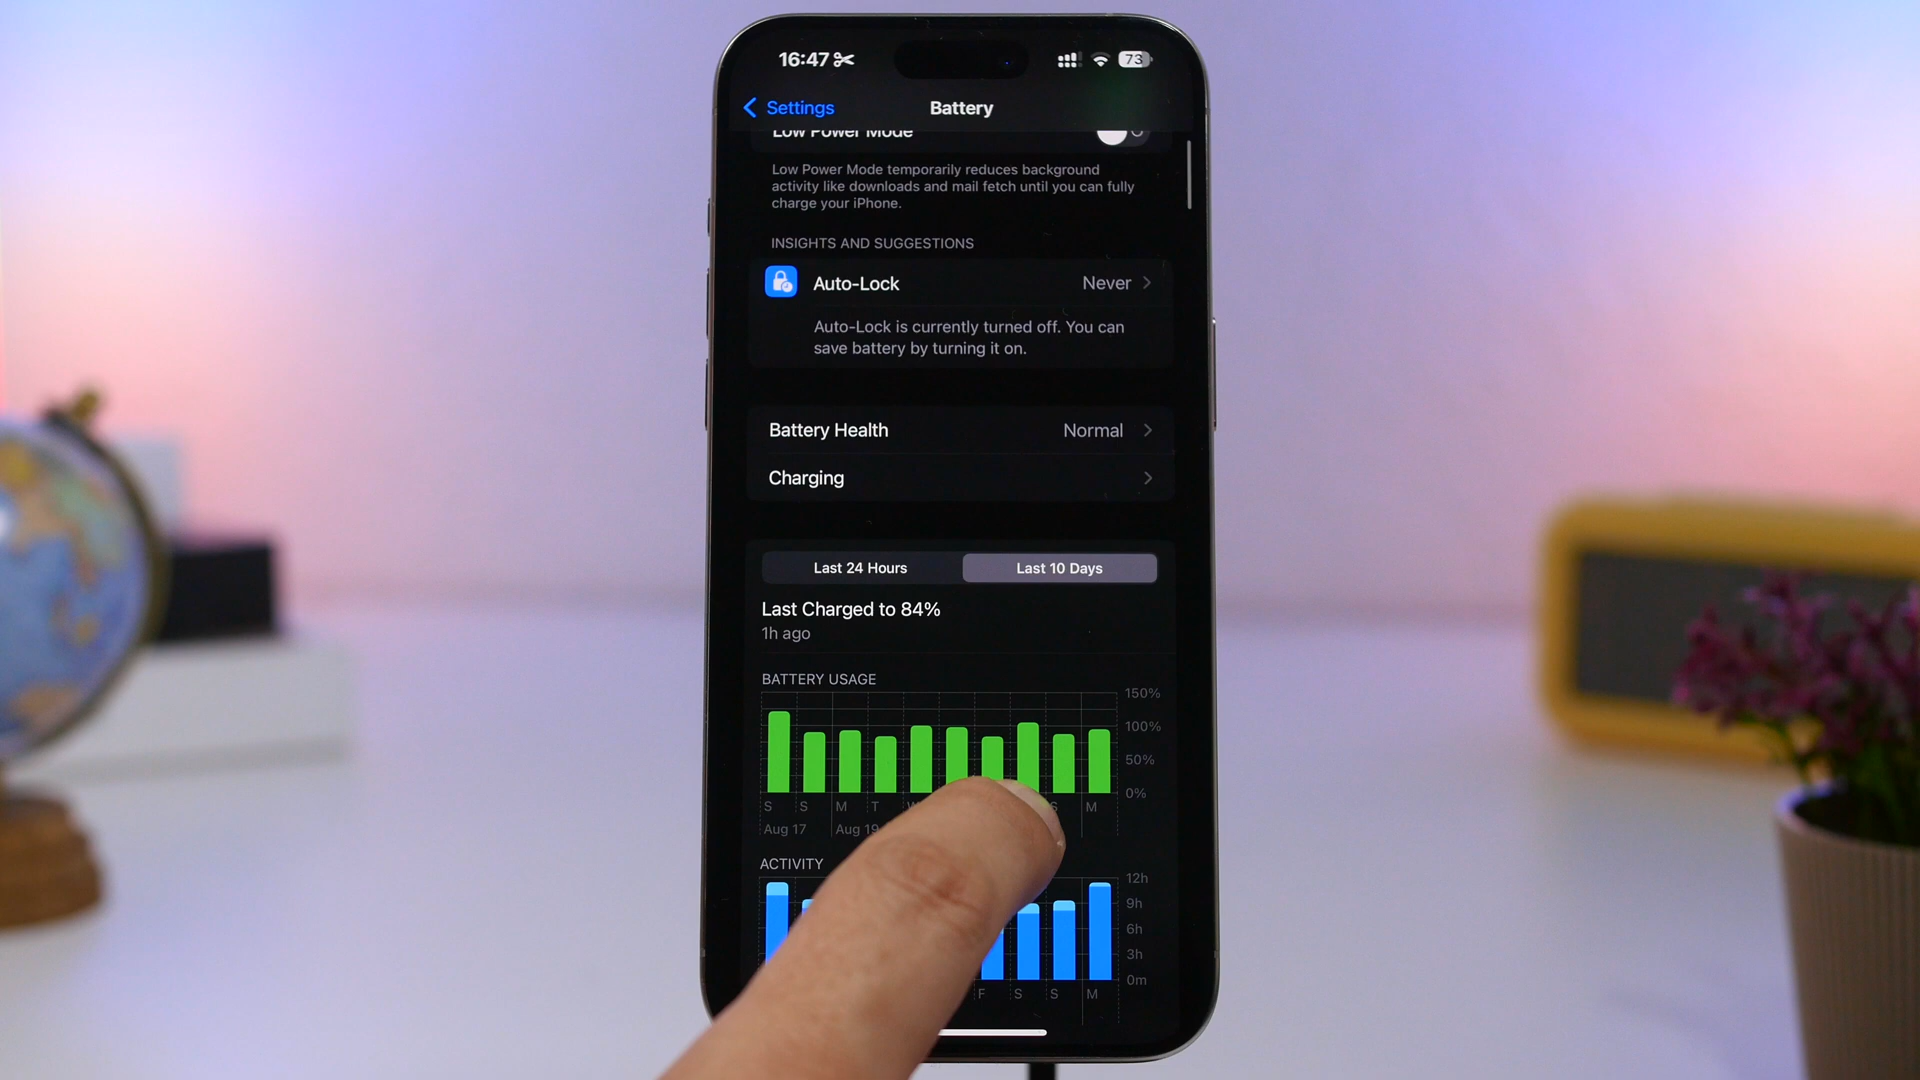 16:47
73
Settings
Battery
Low Power Mode
Low Power Mode temporarily reduces background
activity like downloads and mail fetch until you can fully
charge your iPhone.
INSIGHTS AND SUGGESTIONS
Auto-Lock
Never
Auto-Lock is currently turned off. You can
save battery by turning it on.
Battery Health
Normal
Charging
Last 24 Hours
Last 10 Days
Last Charged to 84%
1h ago
BATTERY USAGE
150%
100%
50%
0%
S S M T W S M
Aug 17 Aug 19
ACTIVITY
12h
9h
6h
3h
0m
F S S M